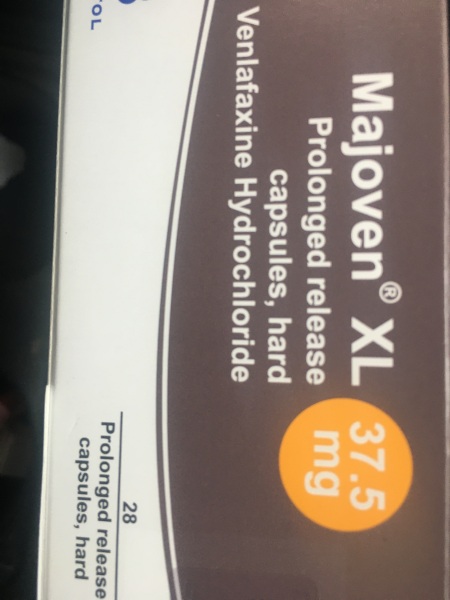 Majoven® XL
Prolonged release
capsules, hard
Venlafaxine Hydrochloride
37.5
mg
28
Prolonged release
capsules, hard